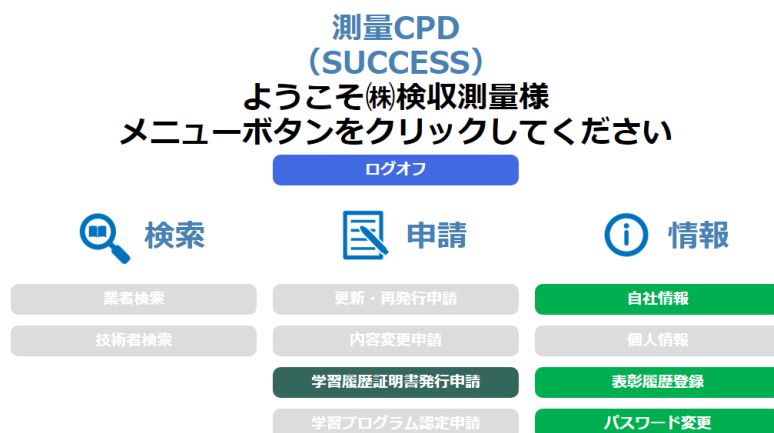 測量CPD
（SUCCESS）
ようこそ㈱検収測量様
メニューボタンをクリックしてください
ログオフ
検索
申請
情報
業者検索
更新・再発行申請
自社情報
技術者検索
内容変更申請
個人情報
学習履歴証明書発行申請
表彰履歴登録
学習プログラム認定申請
パスワード変更